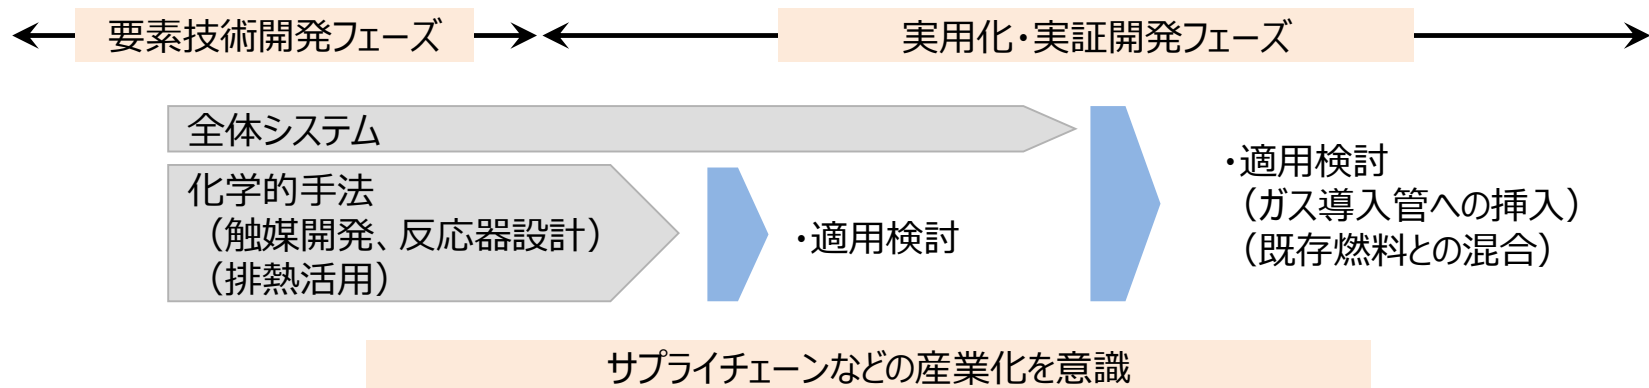 要素技術開発フェーズ
実用化・実証開発フェーズ
全体システム
化学的手法
（触媒開発、反応器設計）
（排熱活用）
・適用検討
・適用検討
（ガス導入管への挿入）
（既存燃料との混合）
サプライチェーンなどの産業化を意識